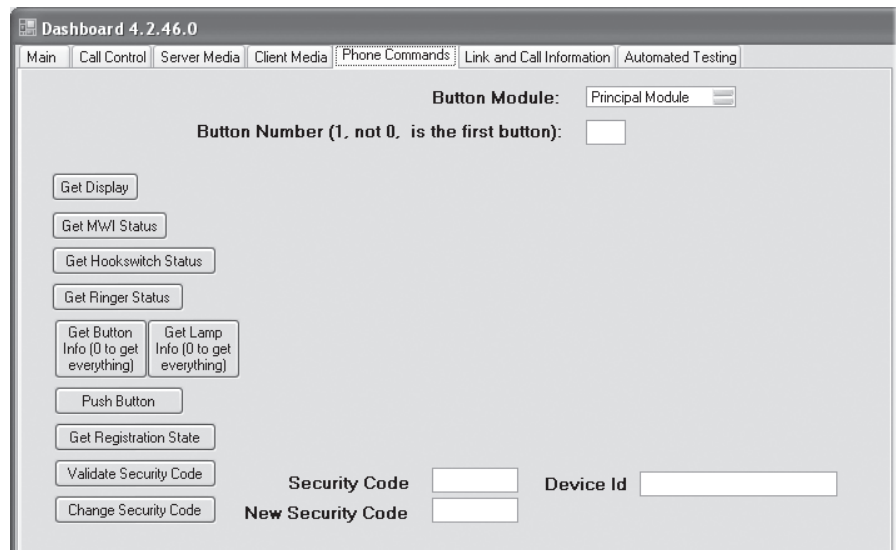 Dashboard 4.2.46.0
Main Call Control Server Media Client Media Phone Commands Link and Call Information Automated Testing
Button Module: Principal Module
Button Number (1, not 0, is the first button):
Get Display
Get MWI Status
Get Hookswitch Status
Get Ringer Status
Get Button
Info (0 to get
everything)
Get Lamp
Info (0 to get
everything)
Push Button
Get Registration State
Validate Security Code
Security Code
Device Id
Change Security Code
New Security Code